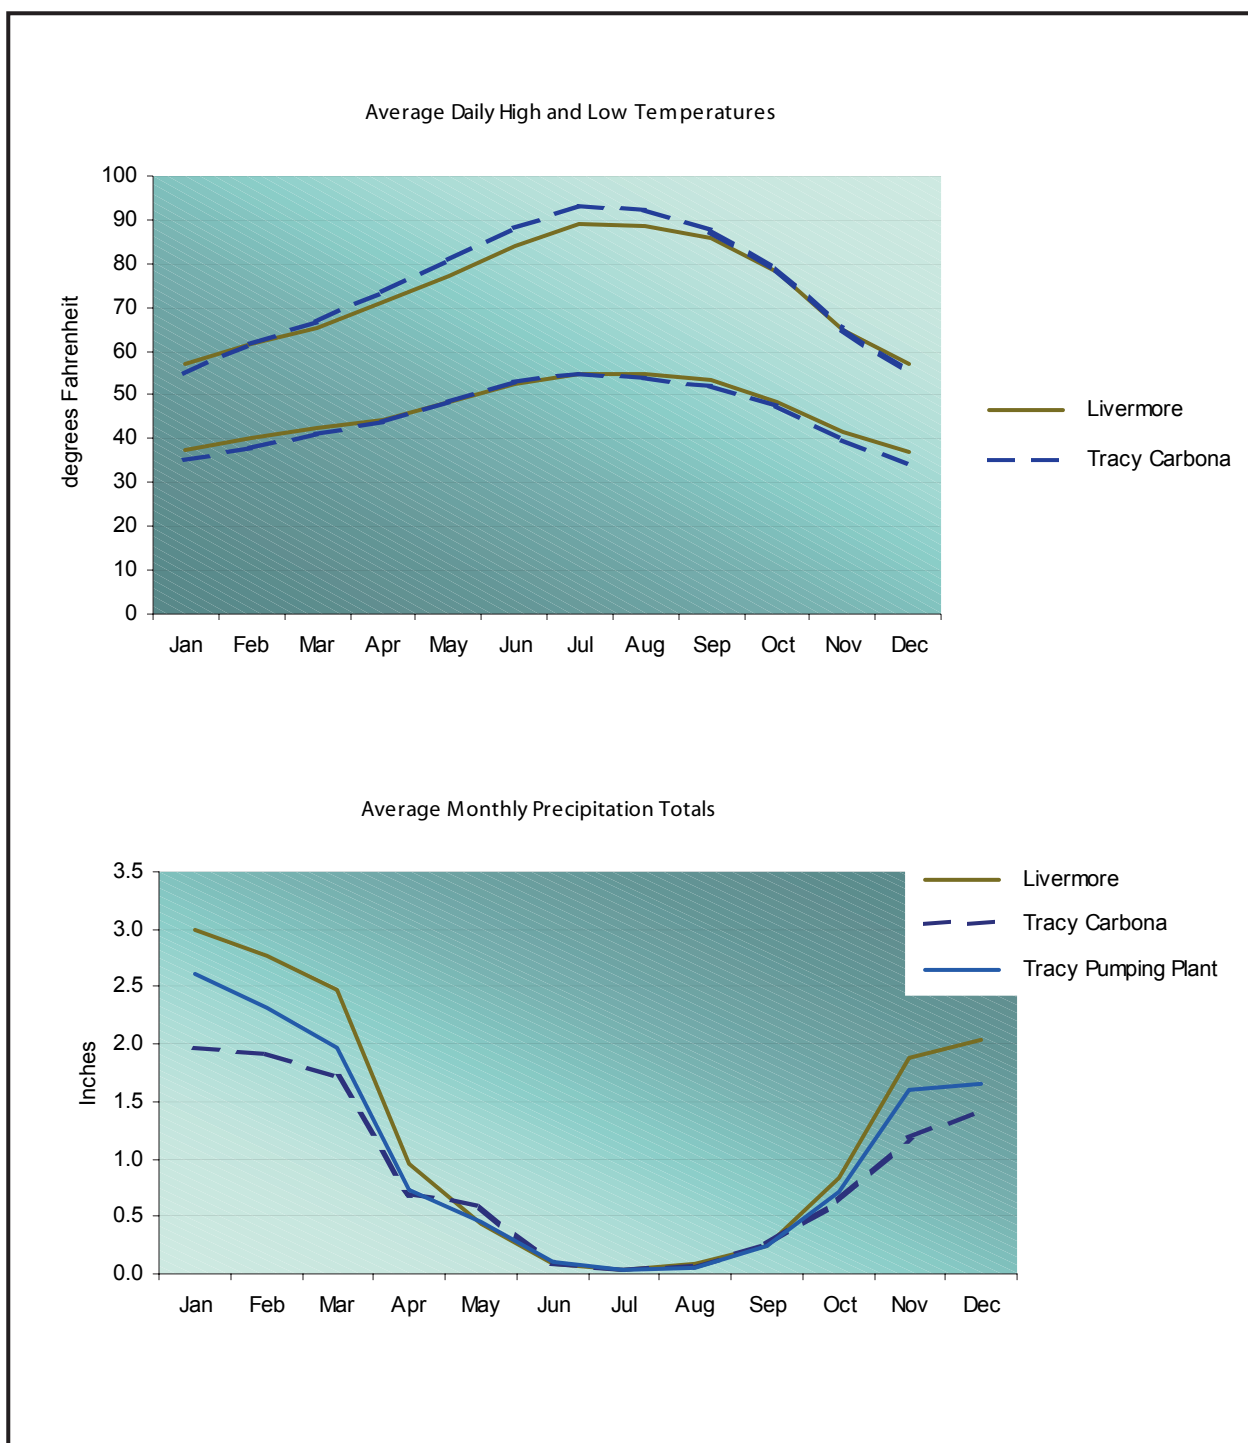 Average Daily High and Low Temperatures
100
90
80
70
60
50
40
30
20
10
0
degrees Fahrenheit
Jan Feb Mar Apr May Jun Jul Aug Sep Oct Nov Dec
Livermore
Tracy Carbona
Average Monthly Precipitation Totals
3.5
3.0
2.5
2.0
1.5
1.0
0.5
0.0
Inches
Jan Feb Mar Apr May Jun Jul Aug Sep Oct Nov Dec
Livermore
Tracy Carbona
Tracy Pumping Plant